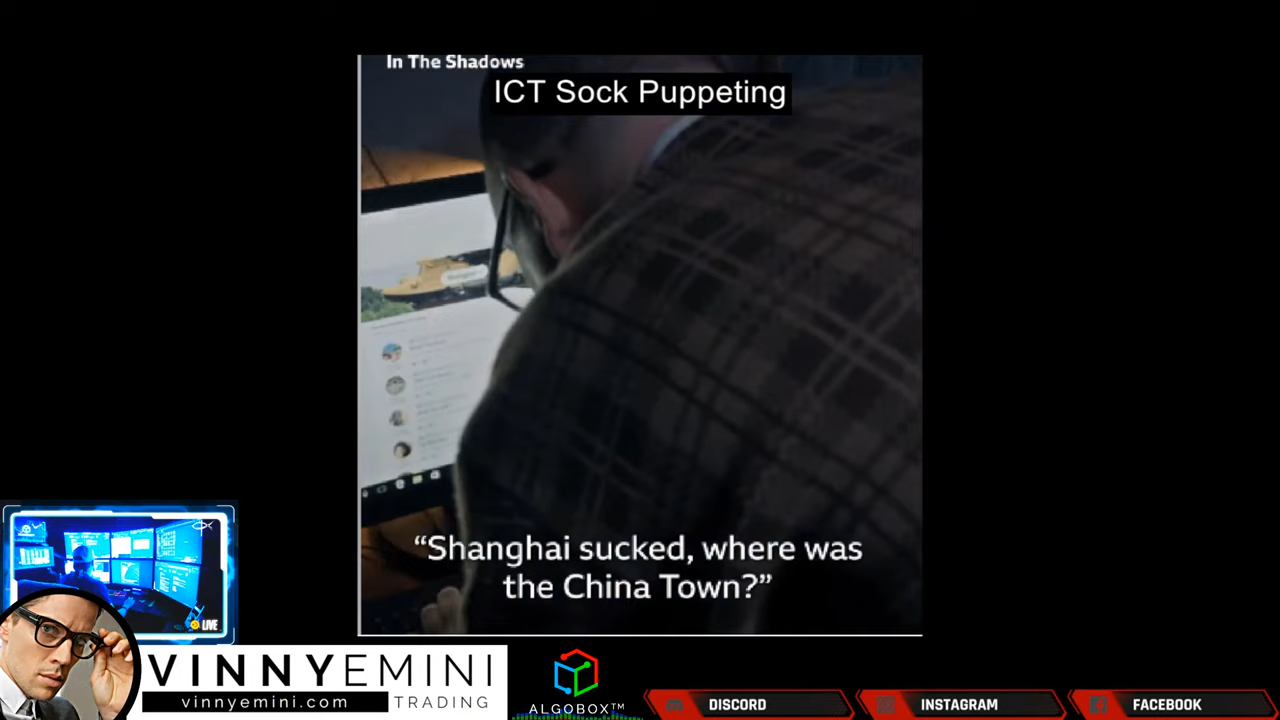 In The Shadows
ICT Sock Puppeting
“Shanghai sucked, where was
the China Town?”
LIVE
VINNYEMINI
vinnyemini.com
TRADING
ALGOBOX™
DISCORD
INSTAGRAM
FACEBOOK